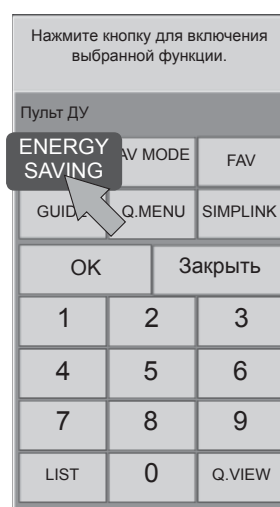 Нажмите кнопку для включения
выбранной функции.
Пульт ДУ
ENERGY
SAVING
AV MODE
FAV
GUIDE
Q.MENU
SIMPLINK
OK
Закрыть
1
2
3
4
5
6
7
8
9
LIST
0
Q.VIEW